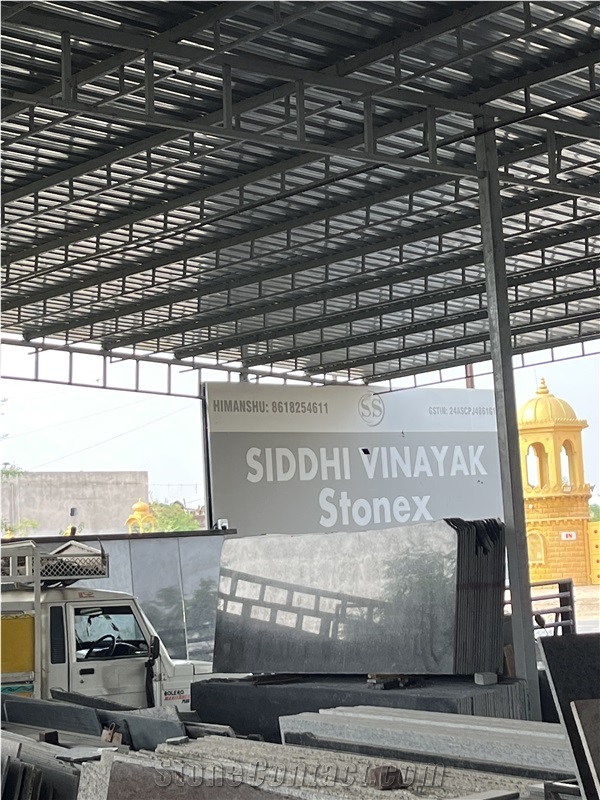 HIMANSHU: 8618254611
SS
SIDDHI VINAYAK
Stonex
BOLERO
StoneContact.com